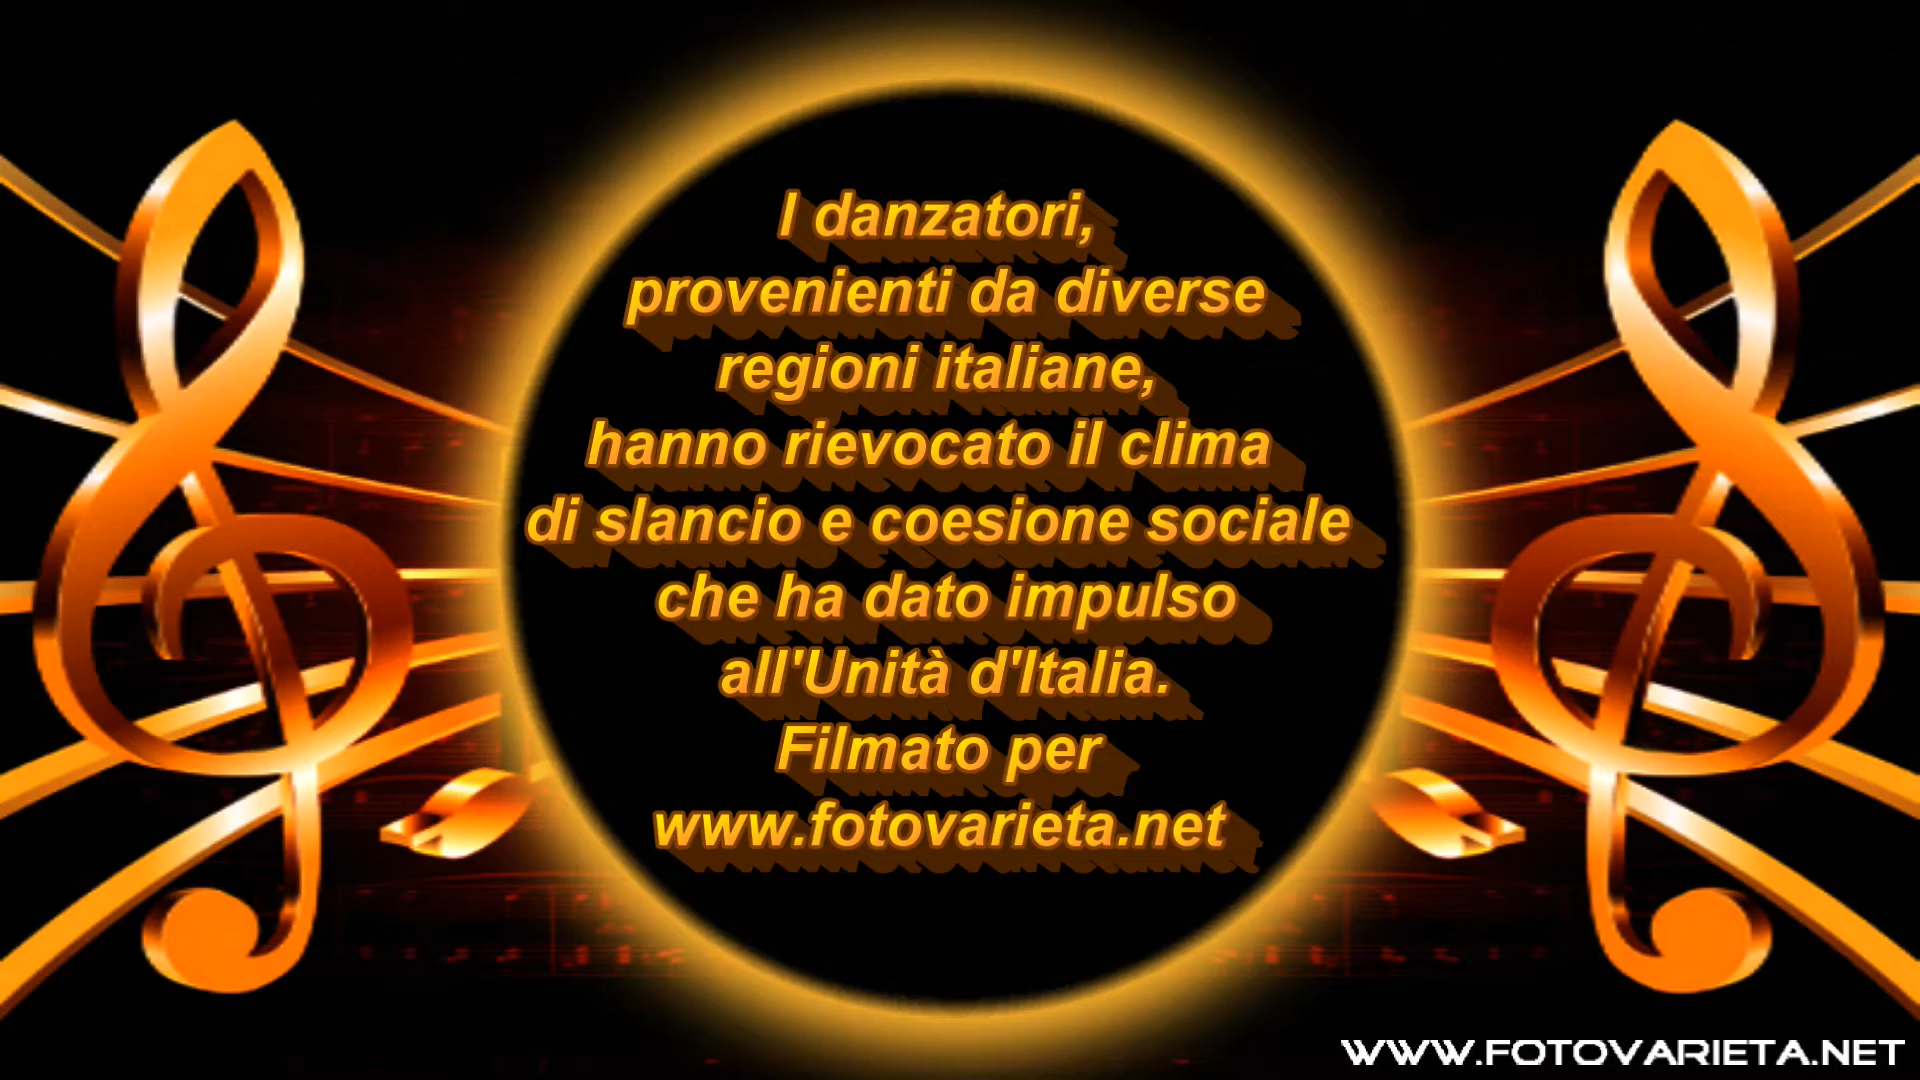 I danzatori,
provenienti da diverse
regioni italiane,
hanno rievocato il clima
di slancio e coesione sociale
che ha dato impulso
all'Unità d'Italia.
Filmato per
www.fotovarieta.net
WWW.FOTOVARIETA.NET